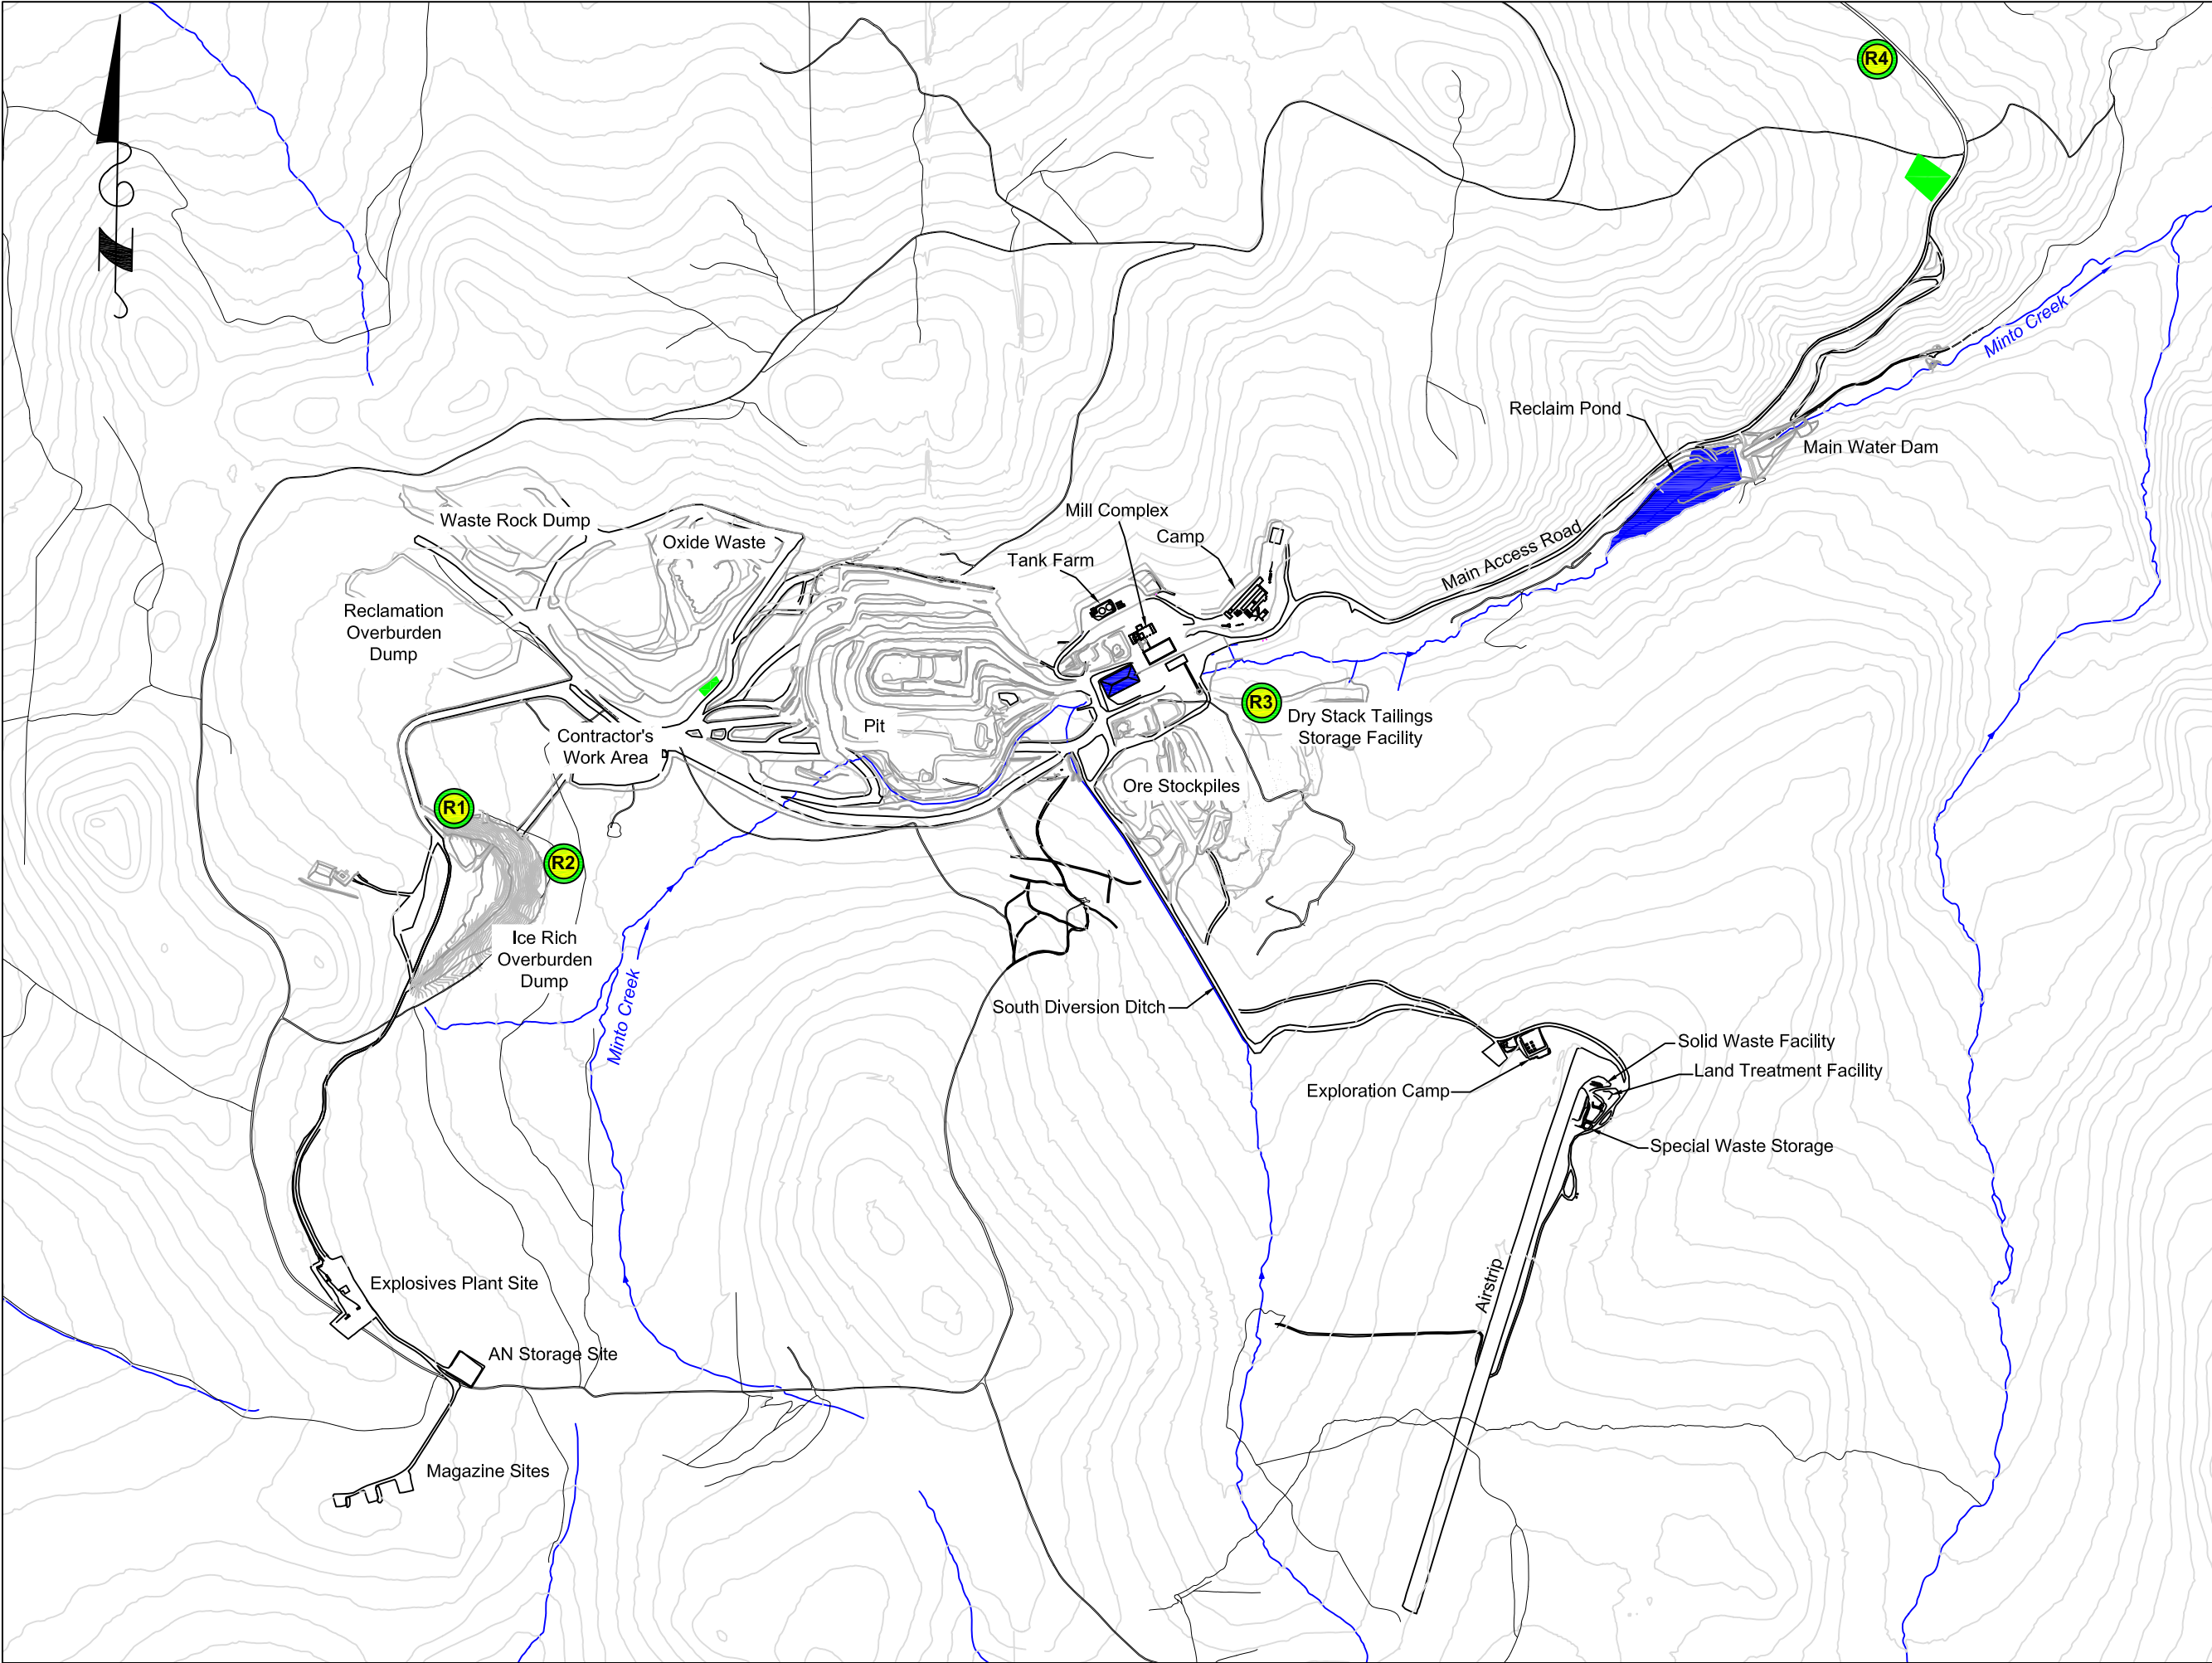 R4
Minto Creek
Reclaim Pond
Main Water Dam
Mill Complex
Waste Rock Dump
Oxide Waste
Camp
Tank Farm
Main Access Road
Reclamation
Overburden
Dump
R3
Dry Stack Tailings
Storage Facility
Pit
Contractor's
Work Area
Ore Stockpiles
R1
R2
Ice Rich
Overburden
Dump
Minto Creek
South Diversion Ditch
Solid Waste Facility
Land Treatment Facility
Exploration Camp
Special Waste Storage
Airstrip
Explosives Plant Site
AN Storage Site
Magazine Sites